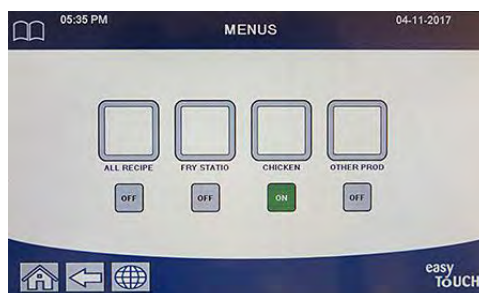 05:35 PM
MENUS
04-11-2017
ALL RECIPE
FRY STATIO
CHICKEN
OTHER PROD
OFF
OFF
ON
OFF
easy
TOUCH